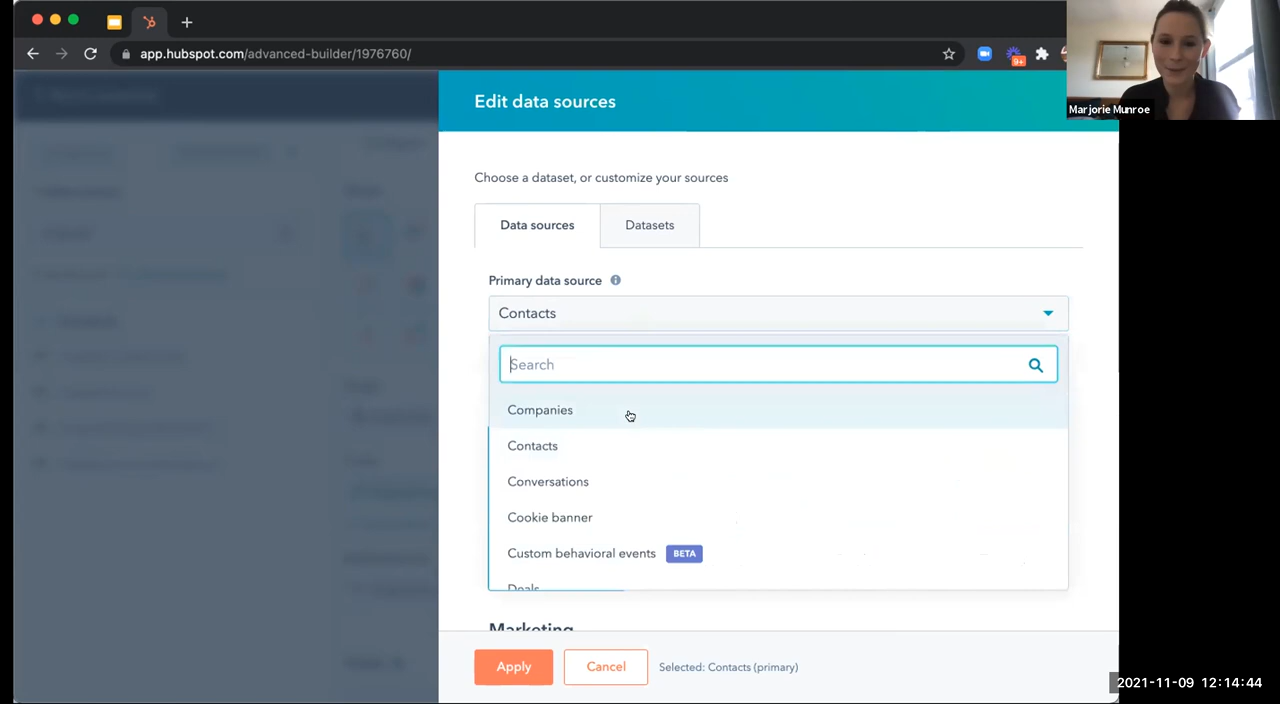 app.hubspot.com/advanced-builder/1976760/
9+
Marjorie Munroe
Edit data sources
Choose a dataset, or customize your sources
Data sources
Datasets
Primary data source
Contacts
Search
Companies
Contacts
Conversations
Cookie banner
Custom behavioral events BETA
Deals
Marketing
Apply
Cancel
Selected: Contacts (primary)
2021-11-09 12:14:44